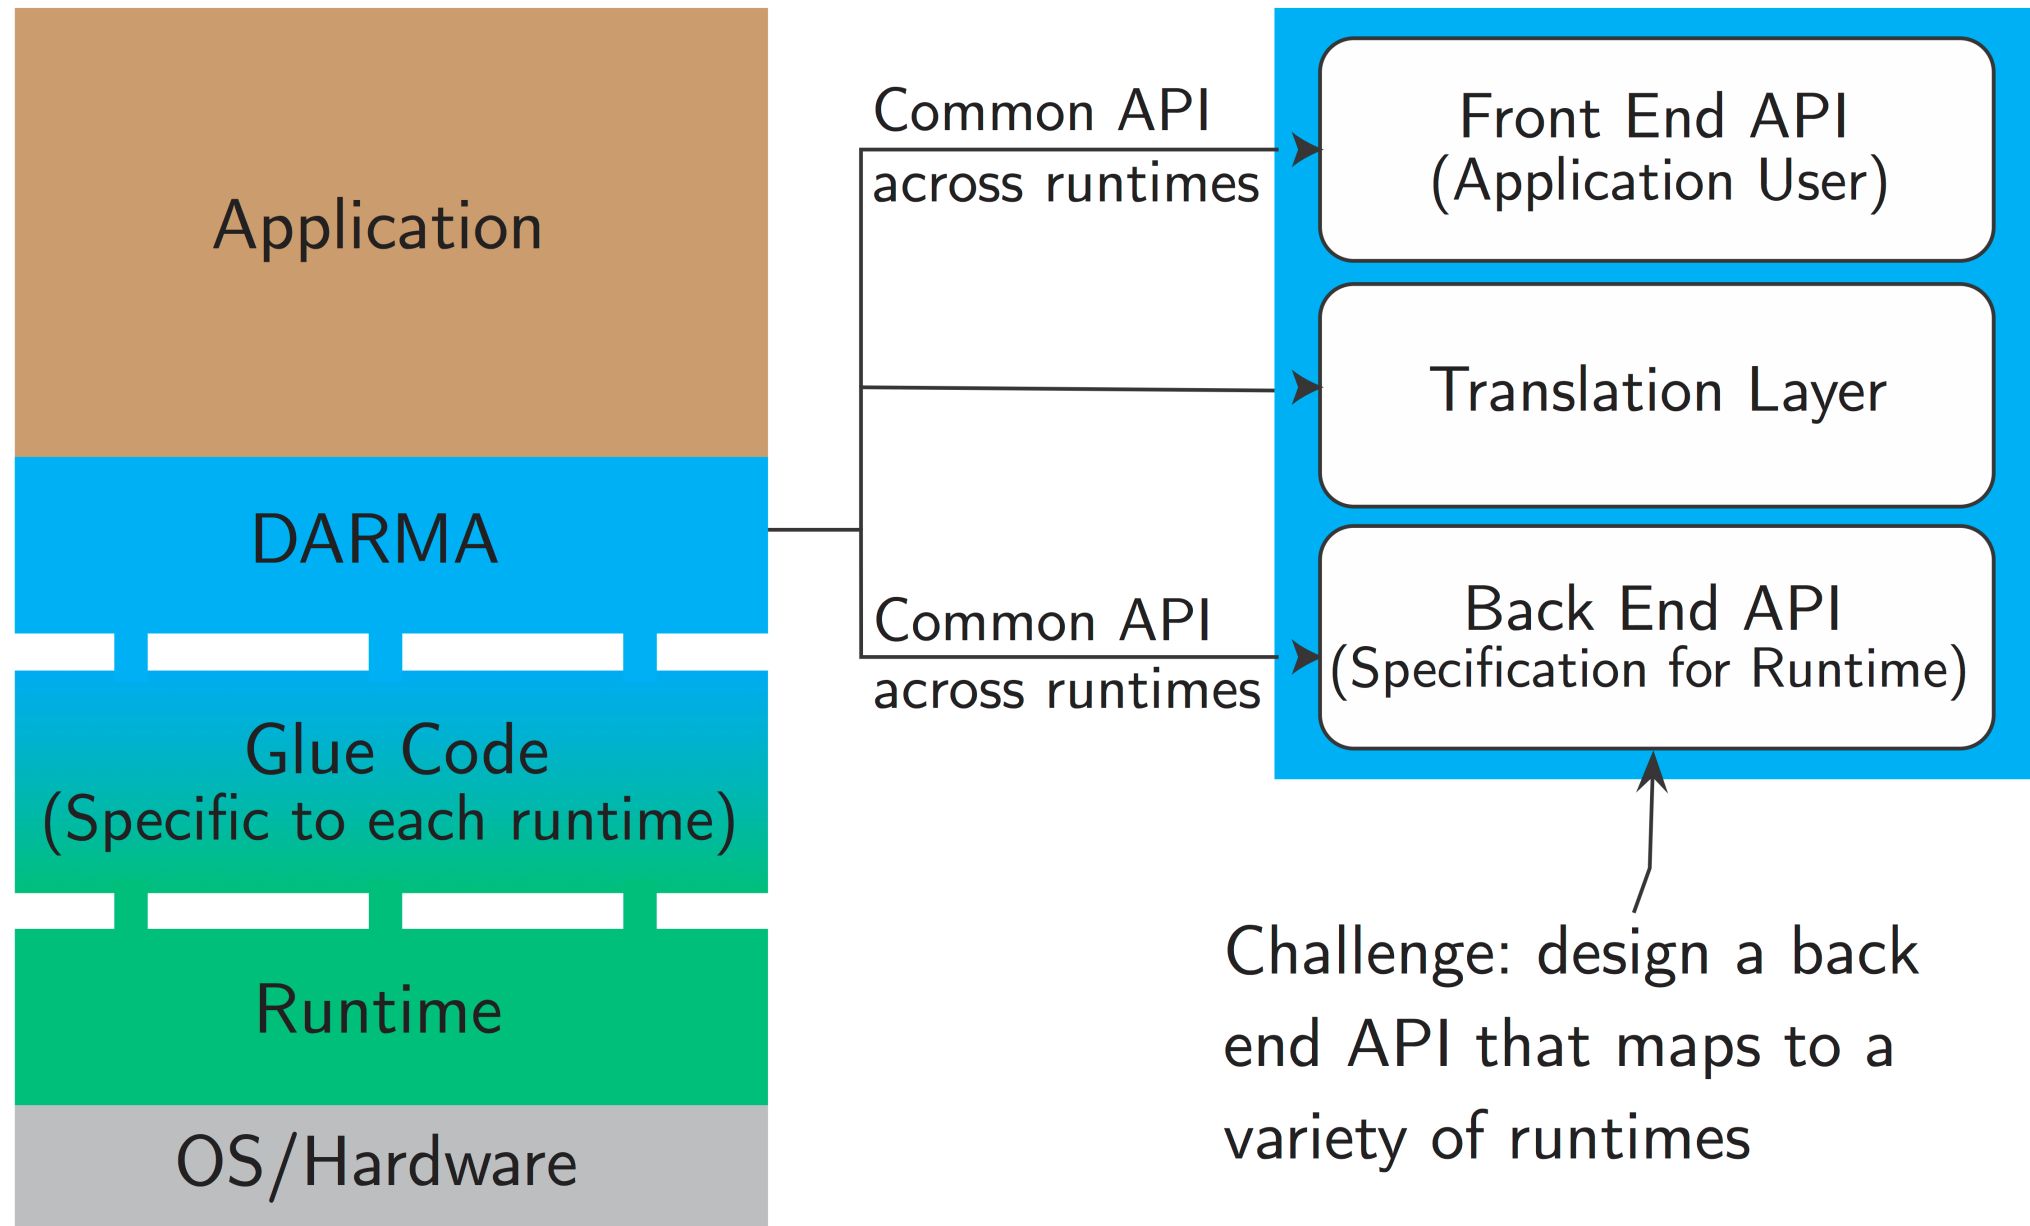 Application
DARMA
Glue Code
(Specific to each runtime)
Runtime
OS/Hardware
Common API
across runtimes
Common API
across runtimes
Front End API
(Application User)
Translation Layer
Back End API
(Specification for Runtime)
Challenge: design a back
end API that maps to a
variety of runtimes